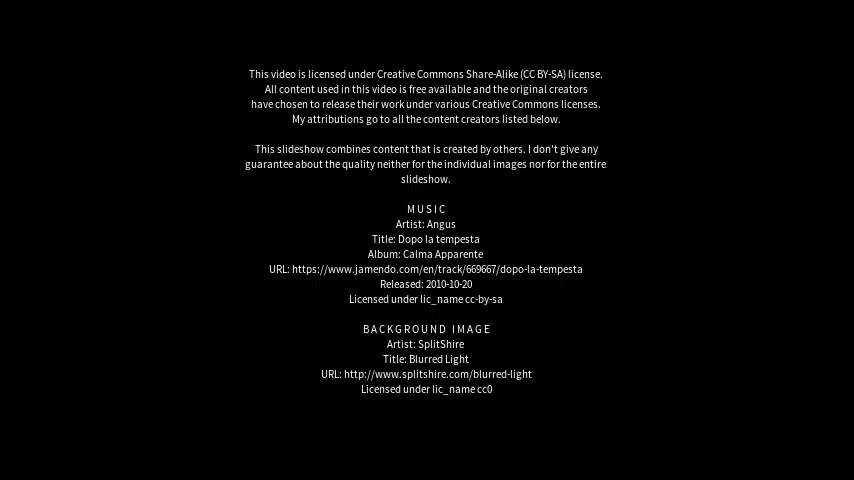 This video is licensed under Creative Commons Share-Alike (CC BY-SA) license.
All content used in this video is free available and the original creators
have chosen to release their work under various Creative Commons licenses.
My attributions go to all the content creators listed below.
This slideshow combines content that is created by others. I don't give any
guarantee about the quality neither for the individual images nor for the entire
slideshow.
MUSIC
Artist: Angus
Title: Dopo la tempesta
Album: Calma Apparente
URL: https://www.jamendo.com/en/track/669667/dopo-la-tempesta
Released: 2010-10-20
Licensed under lic_name cc-by-sa
BACKGROUND IMAGE
Artist: SplitShire
Title: Blurred Light
URL: http://www.splitshire.com/blurred-light
Licensed under lic_name cc0